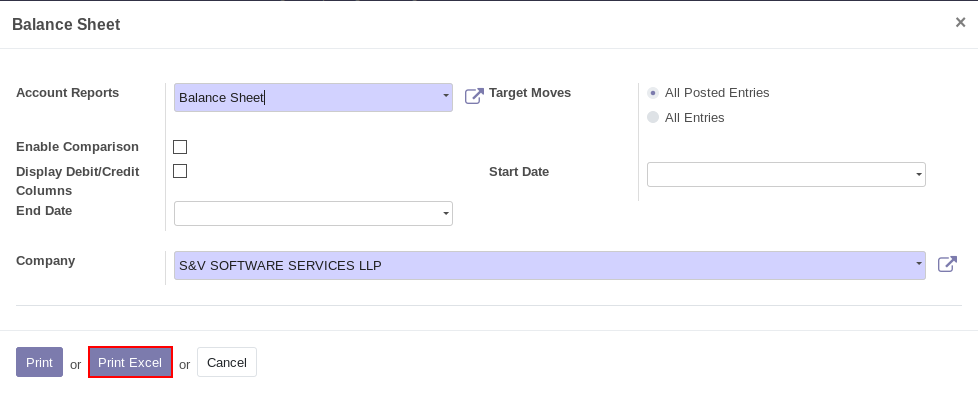 Balance Sheet
×
Account Reports
Balance Sheet
Target Moves
All Posted Entries
All Entries
Enable Comparison
Display Debit/Credit
Columns
Start Date
End Date
Company
S&V SOFTWARE SERVICES LLP
Print or Print Excel or Cancel